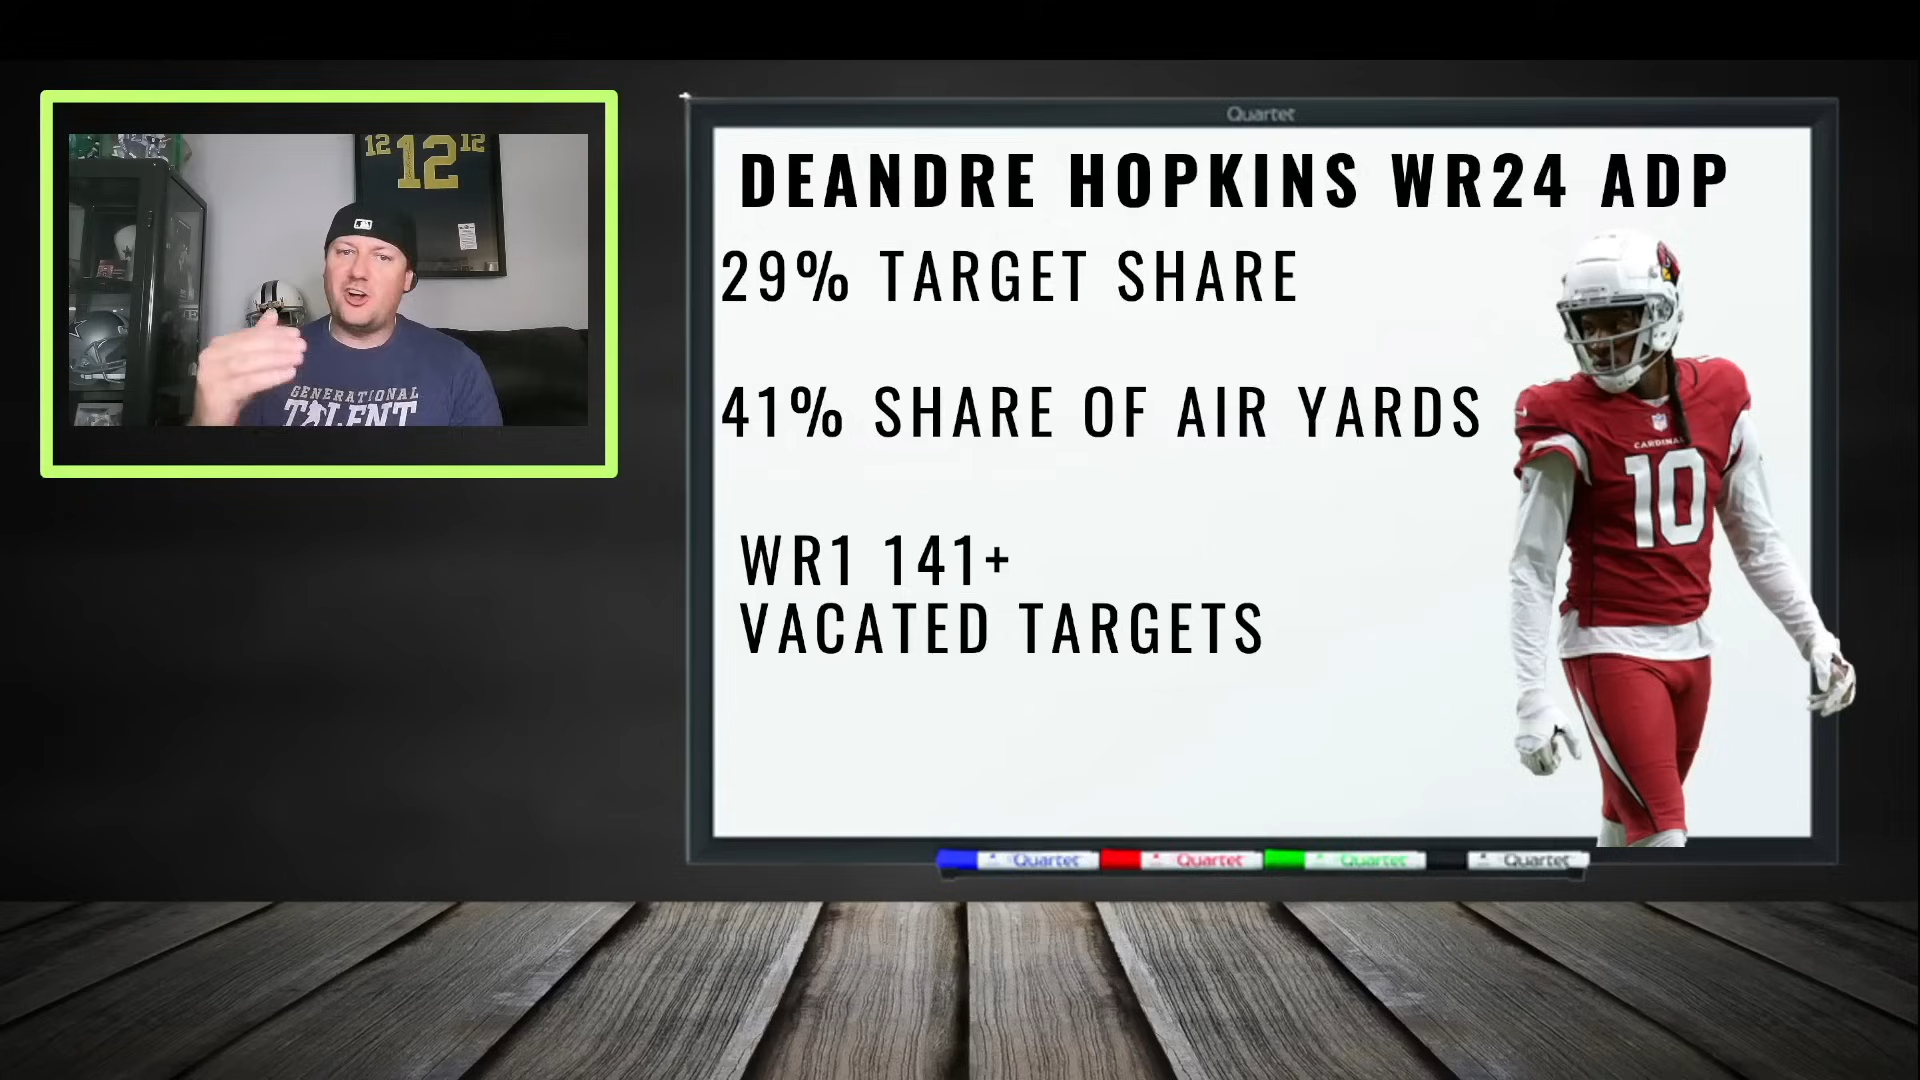 Quartet
DEANDRE HOPKINS WR24 ADP
29% TARGET SHARE
41% SHARE OF AIR YARDS
WR1 141+
VACATED TARGETS
12 12 12
GENERATIONAL
TALENT
CARDINALS
10
Quartet Quartet Quartet Quartet